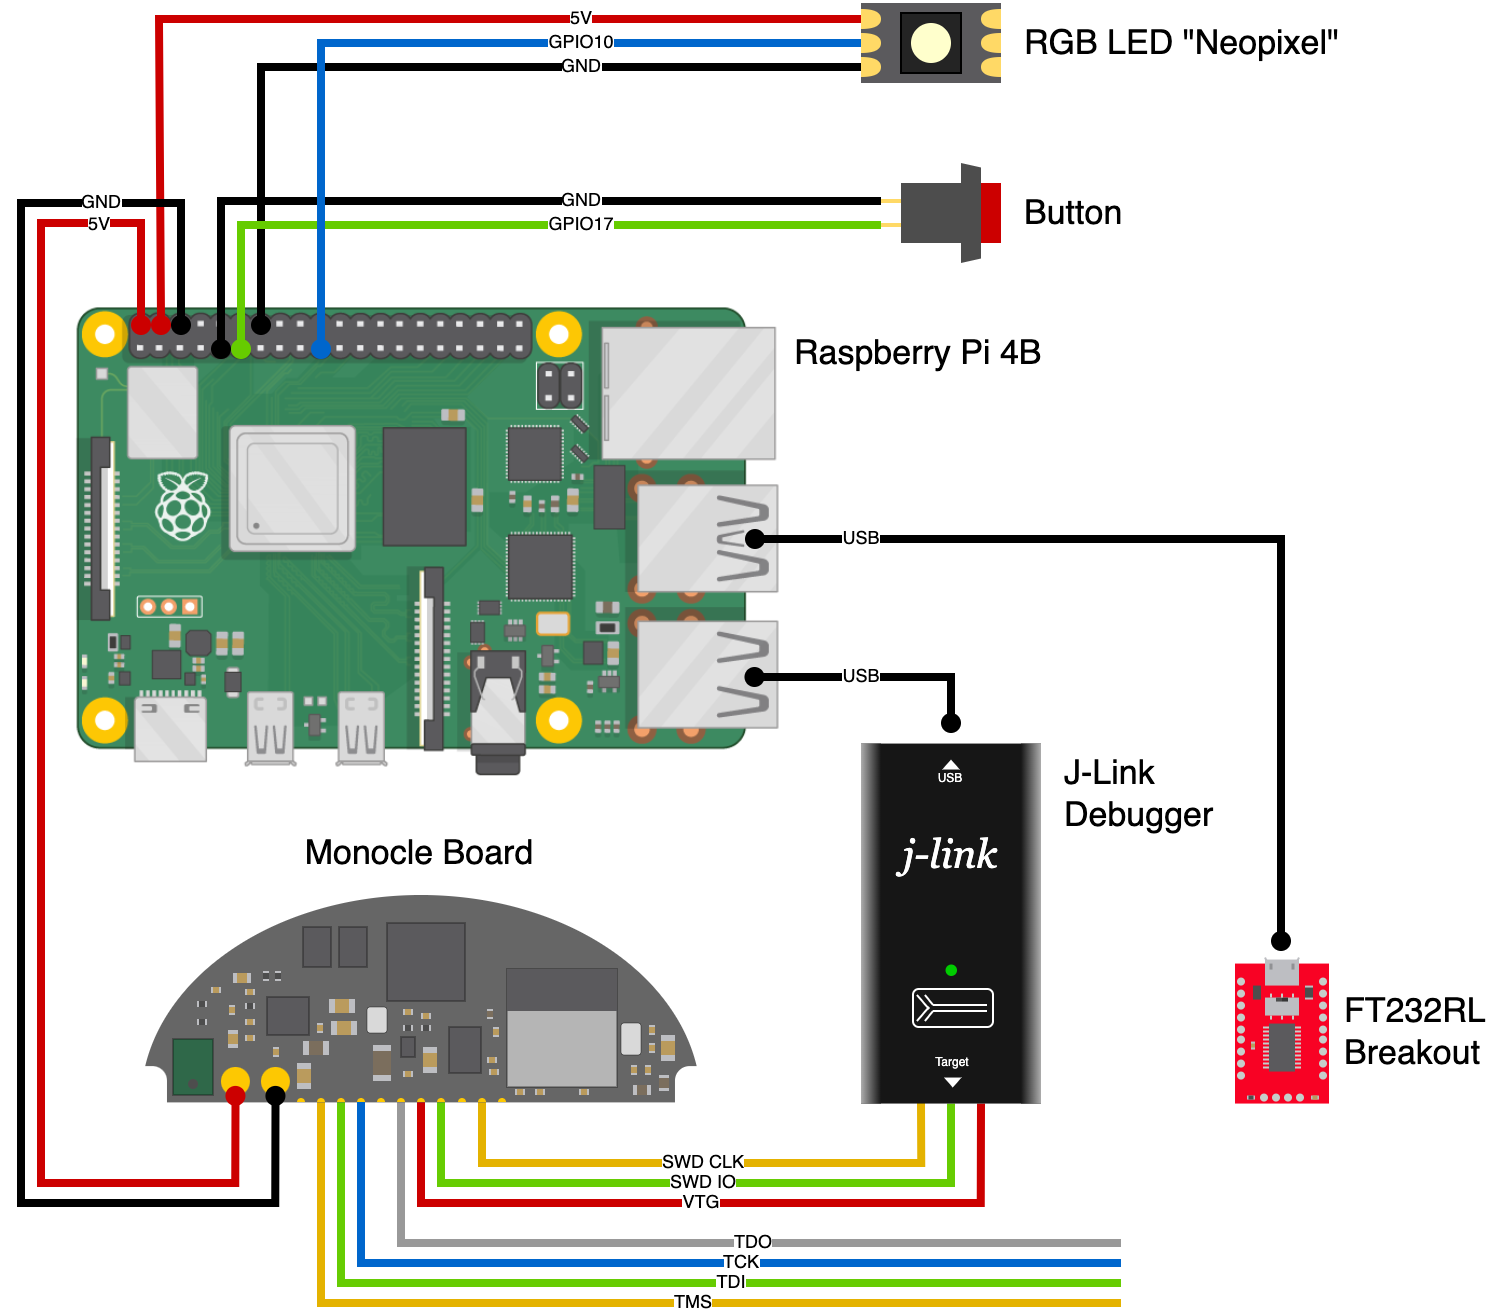 5V
GPIO10
GND
RGB LED "Neopixel"
GND
5V
GND
GPIO17
Button
Raspberry Pi 4B
USB
USB
USB
J-Link
Debugger
j-link
Monocle Board
Target
FT232RL
Breakout
SWD CLK
SWD IO
VTG
TDO
TCK
TDI
TMS